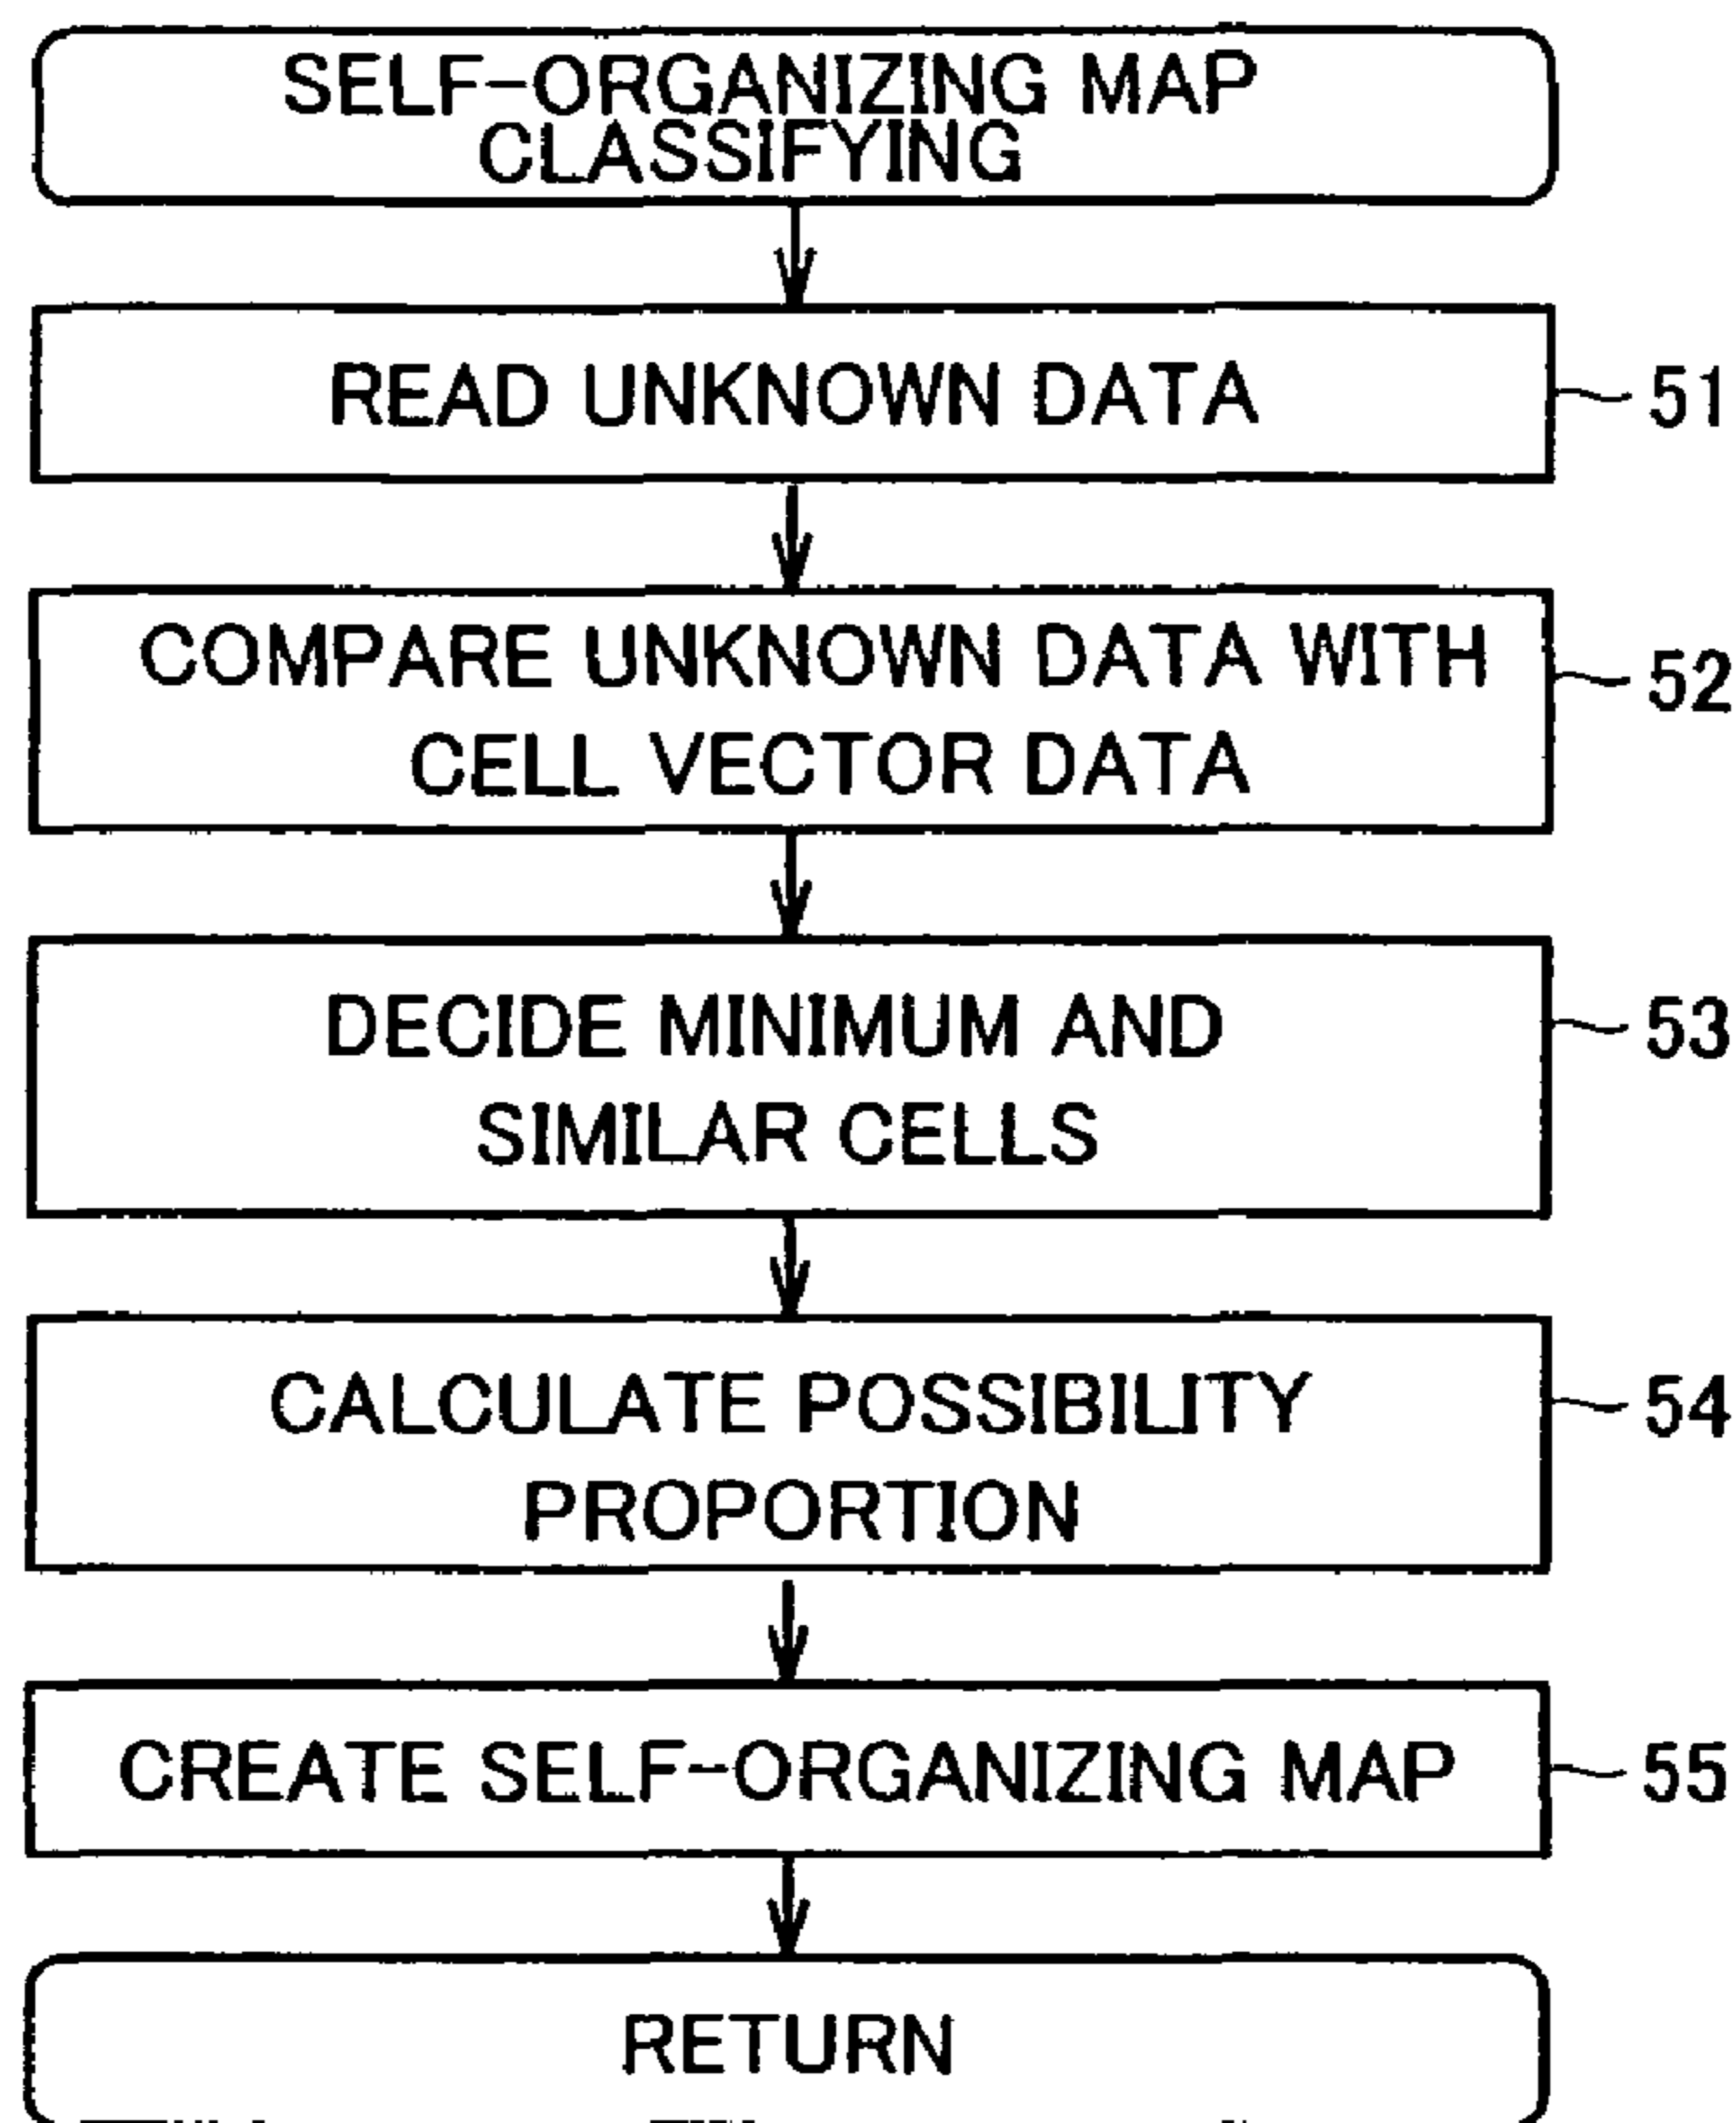 SELF-ORGANIZING MAP
CLASSIFYING
READ UNKNOWN DATA
51
COMPARE UNKNOWN DATA WITH
CELL VECTOR DATA
52
DECIDE MINIMUM AND
SIMILAR CELLS
53
CALCULATE POSSIBILITY
PROPORTION
54
CREATE SELF-ORGANIZING MAP
55
RETURN